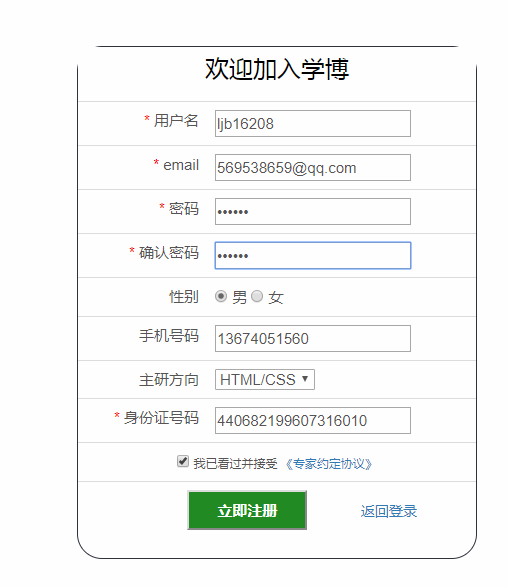 欢迎加入学博
* 用户名 ljb16208
* email 569538659@qq.com
* 密码 ••••••
* 确认密码 ••••••
性别 男 女
手机号码 13674051560
主研方向 HTML/CSS
* 身份证号码 440682199607316010
我已看过并接受 《专家约定协议》
立即注册 返回登录